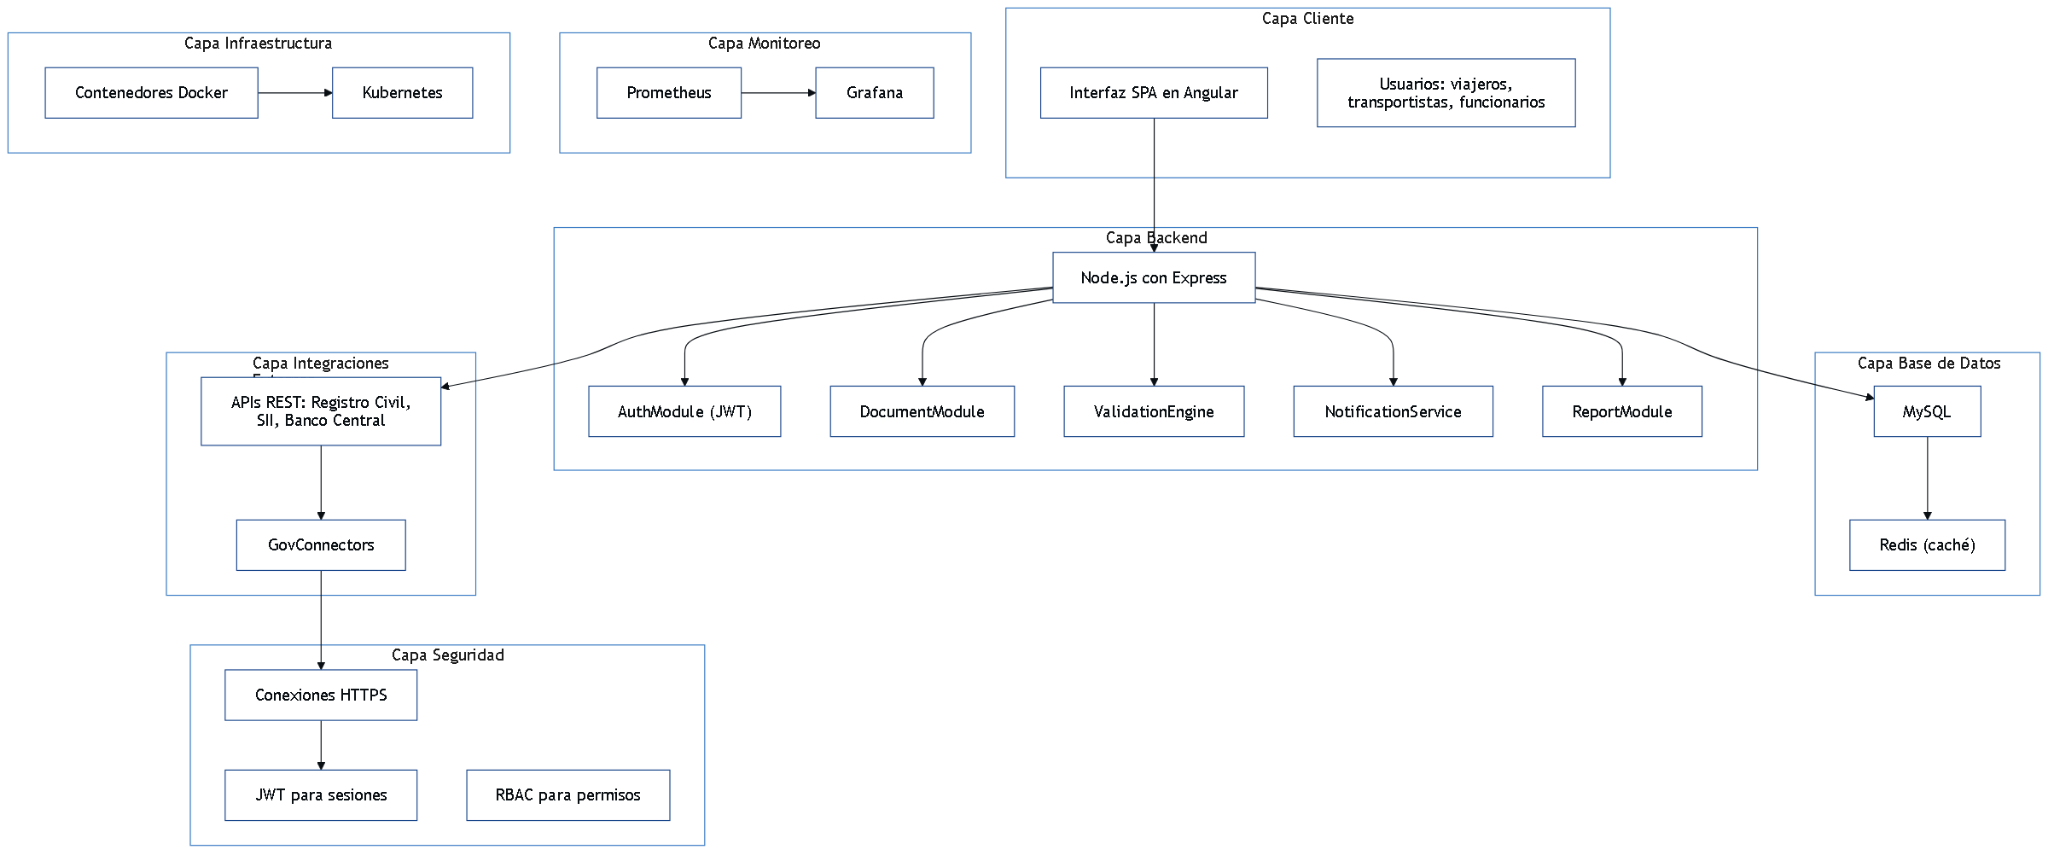 Capa Infraestructura
Contenedores Docker
Kubernetes
Capa Monitoreo
Prometheus
Grafana
Capa Cliente
Interfaz SPA en Angular
Usuarios: viajeros,
transportistas, funcionarios
Capa Backend
Node.js con Express
AuthModule (JWT)
DocumentModule
ValidationEngine
NotificationService
ReportModule
Capa Integraciones
APIs REST: Registro Civil,
SII, Banco Central
GovConnectors
Capa Base de Datos
MySQL
Redis (caché)
Capa Seguridad
Conexiones HTTPS
JWT para sesiones
RBAC para permisos